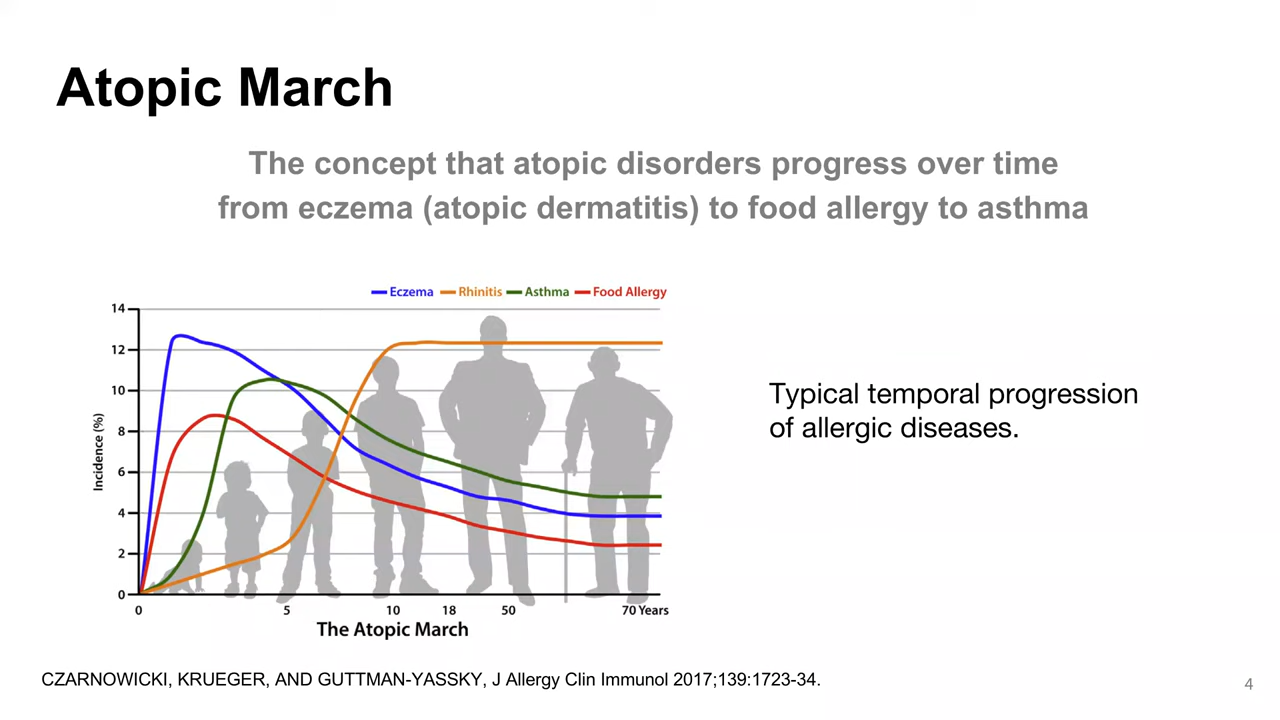 Atopic March
The concept that atopic disorders progress over time
from eczema (atopic dermatitis) to food allergy to asthma
Eczema Rhinitis Asthma Food Allergy
14
12
10
8
6
4
2
0
Incidence (%)
0 5 10 18 50 70 Years
The Atopic March
Typical temporal progression
of allergic diseases.
CZARNOWICKI, KRUEGER, AND GUTTMAN-YASSKY, J Allergy Clin Immunol 2017;139:1723-34.
4